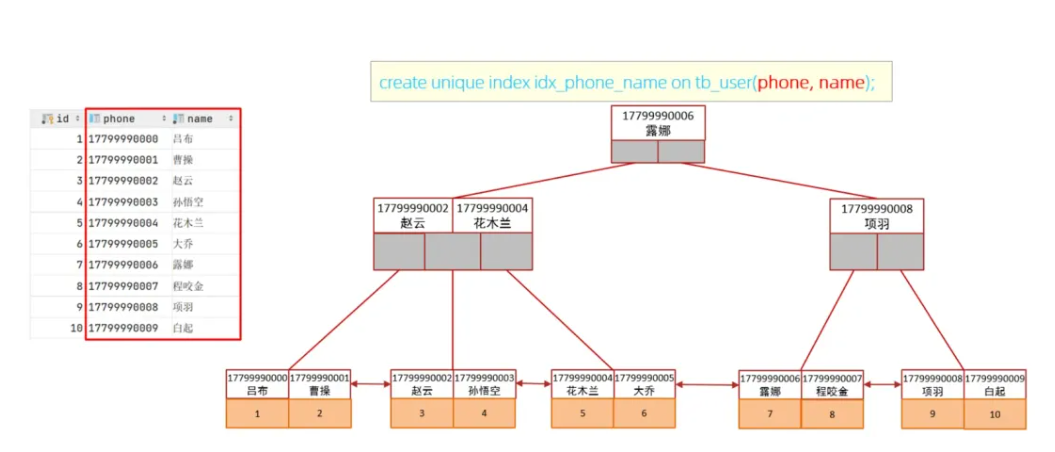 create unique index idx_phone_name on tb_user(phone, name);
id phone name
1 17799990000 吕布
2 17799990001 曹操
3 17799990002 赵云
4 17799990003 孙悟空
5 17799990004 花木兰
6 17799990005 大乔
7 17799990006 露娜
8 17799990007 程咬金
9 17799990008 项羽
10 17799990009 白起
17799990006
露娜
17799990002 17799990004
赵云 花木兰
17799990008
项羽
17799990000 17799990001 17799990002 17799990003 17799990004 17799990005 17799990006 17799990007 17799990008 17799990009
吕布 曹操 赵云 孙悟空 花木兰 大乔 露娜 程咬金 项羽 白起
1 2 3 4 5 6 7 8 9 10